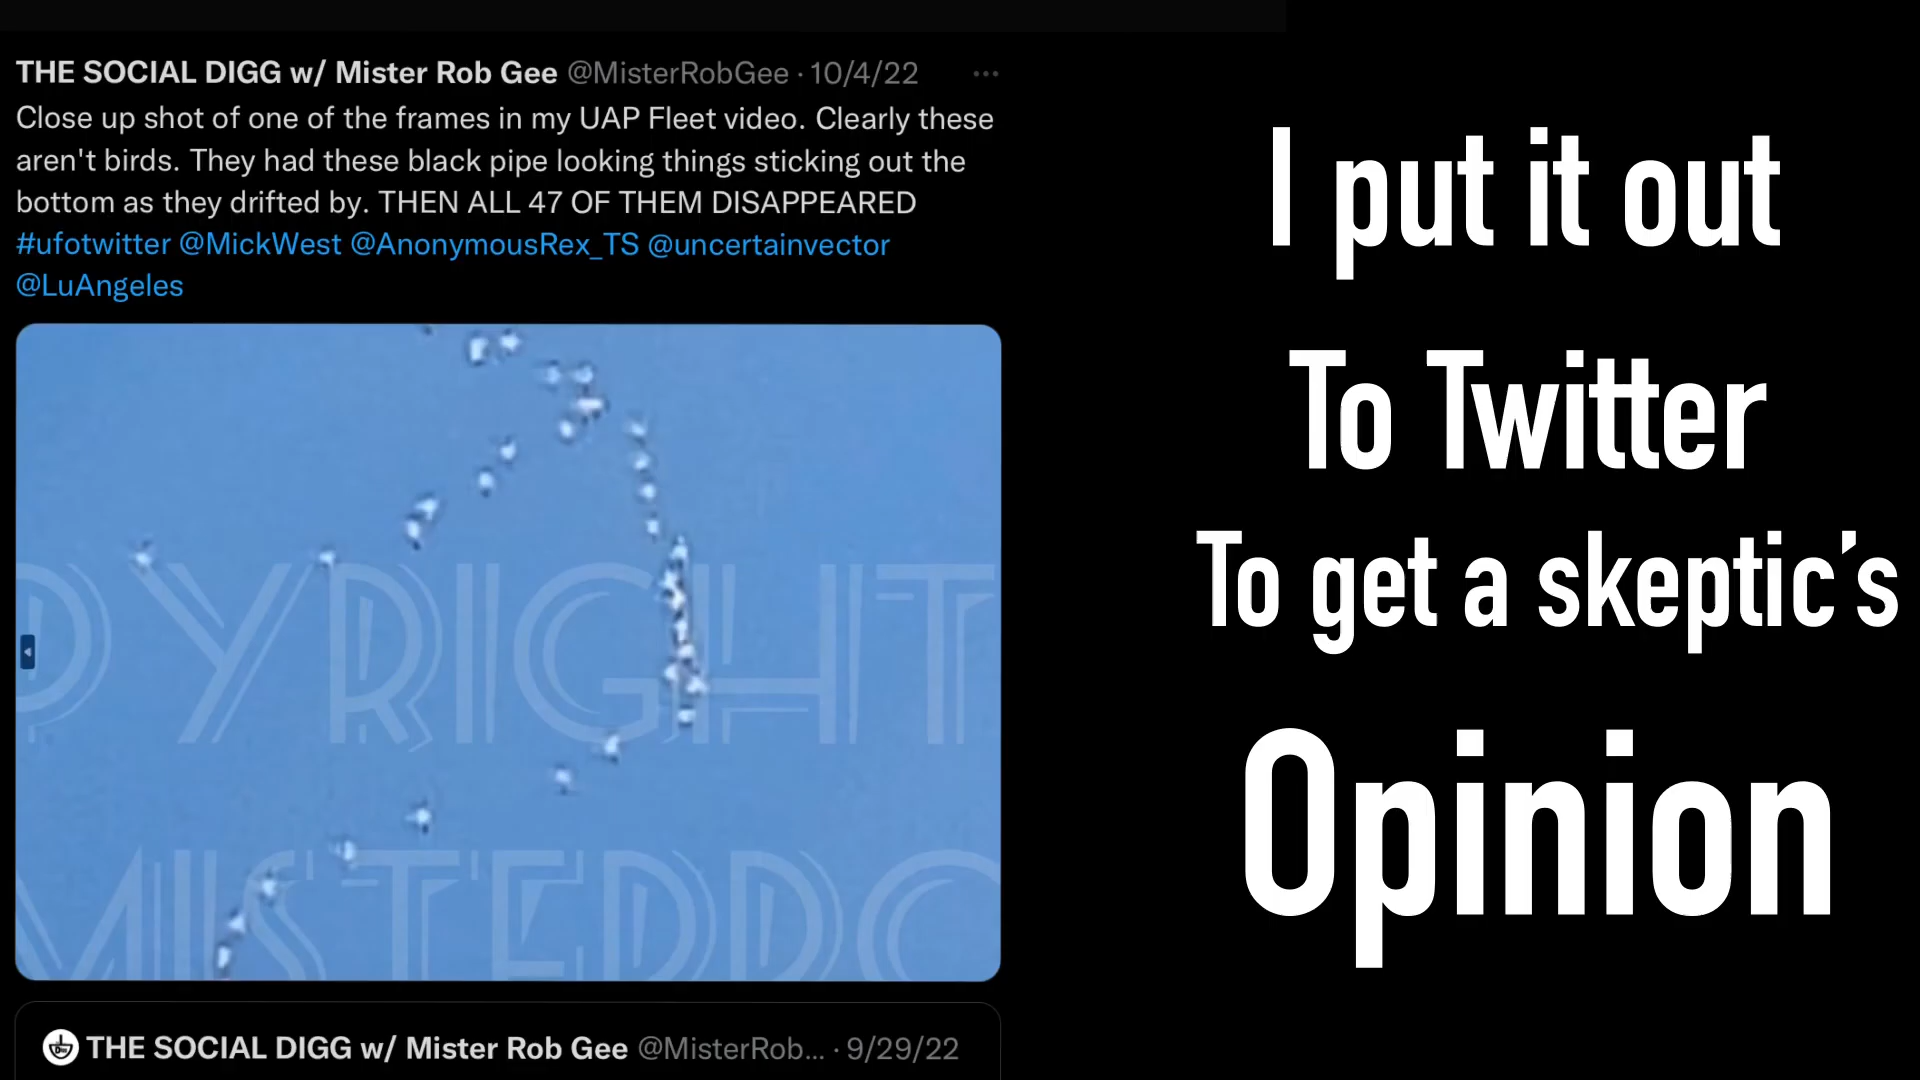 THE SOCIAL DIGG w/ Mister Rob Gee @MisterRobGee · 10/4/22 ...
Close up shot of one of the frames in my UAP Fleet video. Clearly these
aren't birds. They had these black pipe looking things sticking out the
bottom as they drifted by. THEN ALL 47 OF THEM DISAPPEARED
#ufotwitter @MickWest @AnonymousRex_TS @uncertainvector
@LuAngeles
PYRIGHT
MISTERRO
THE SOCIAL DIGG w/ Mister Rob Gee @MisterRob... · 9/29/22
I put it out
To Twitter
To get a skeptic’s
Opinion